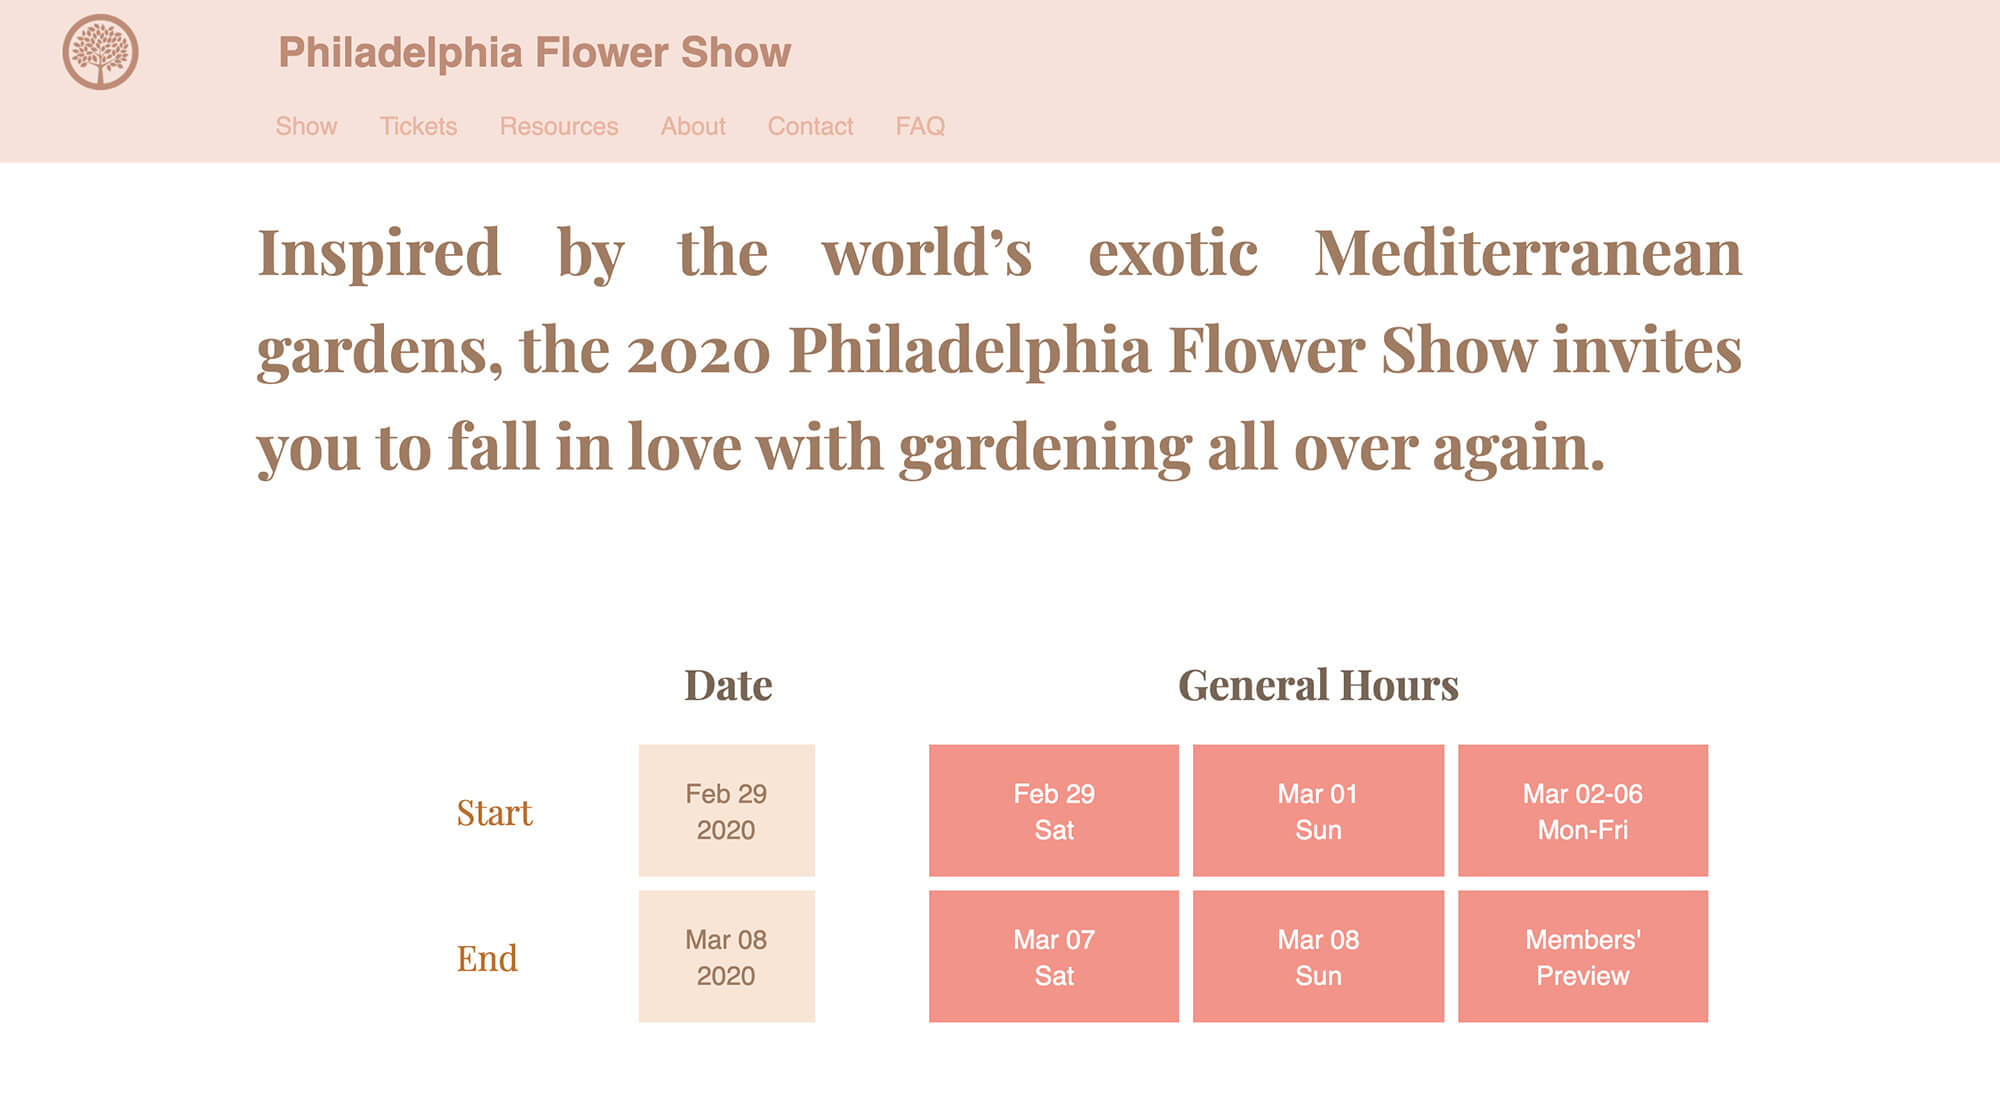 Philadelphia Flower Show
Show Tickets Resources About Contact FAQ
Inspired by the world’s exotic Mediterranean
gardens, the 2020 Philadelphia Flower Show invites
you to fall in love with gardening all over again.
Date General Hours
Start
Feb 29
2020
Feb 29
Sat
Mar 01
Sun
Mar 02-06
Mon-Fri
End
Mar 08
2020
Mar 07
Sat
Mar 08
Sun
Members'
Preview